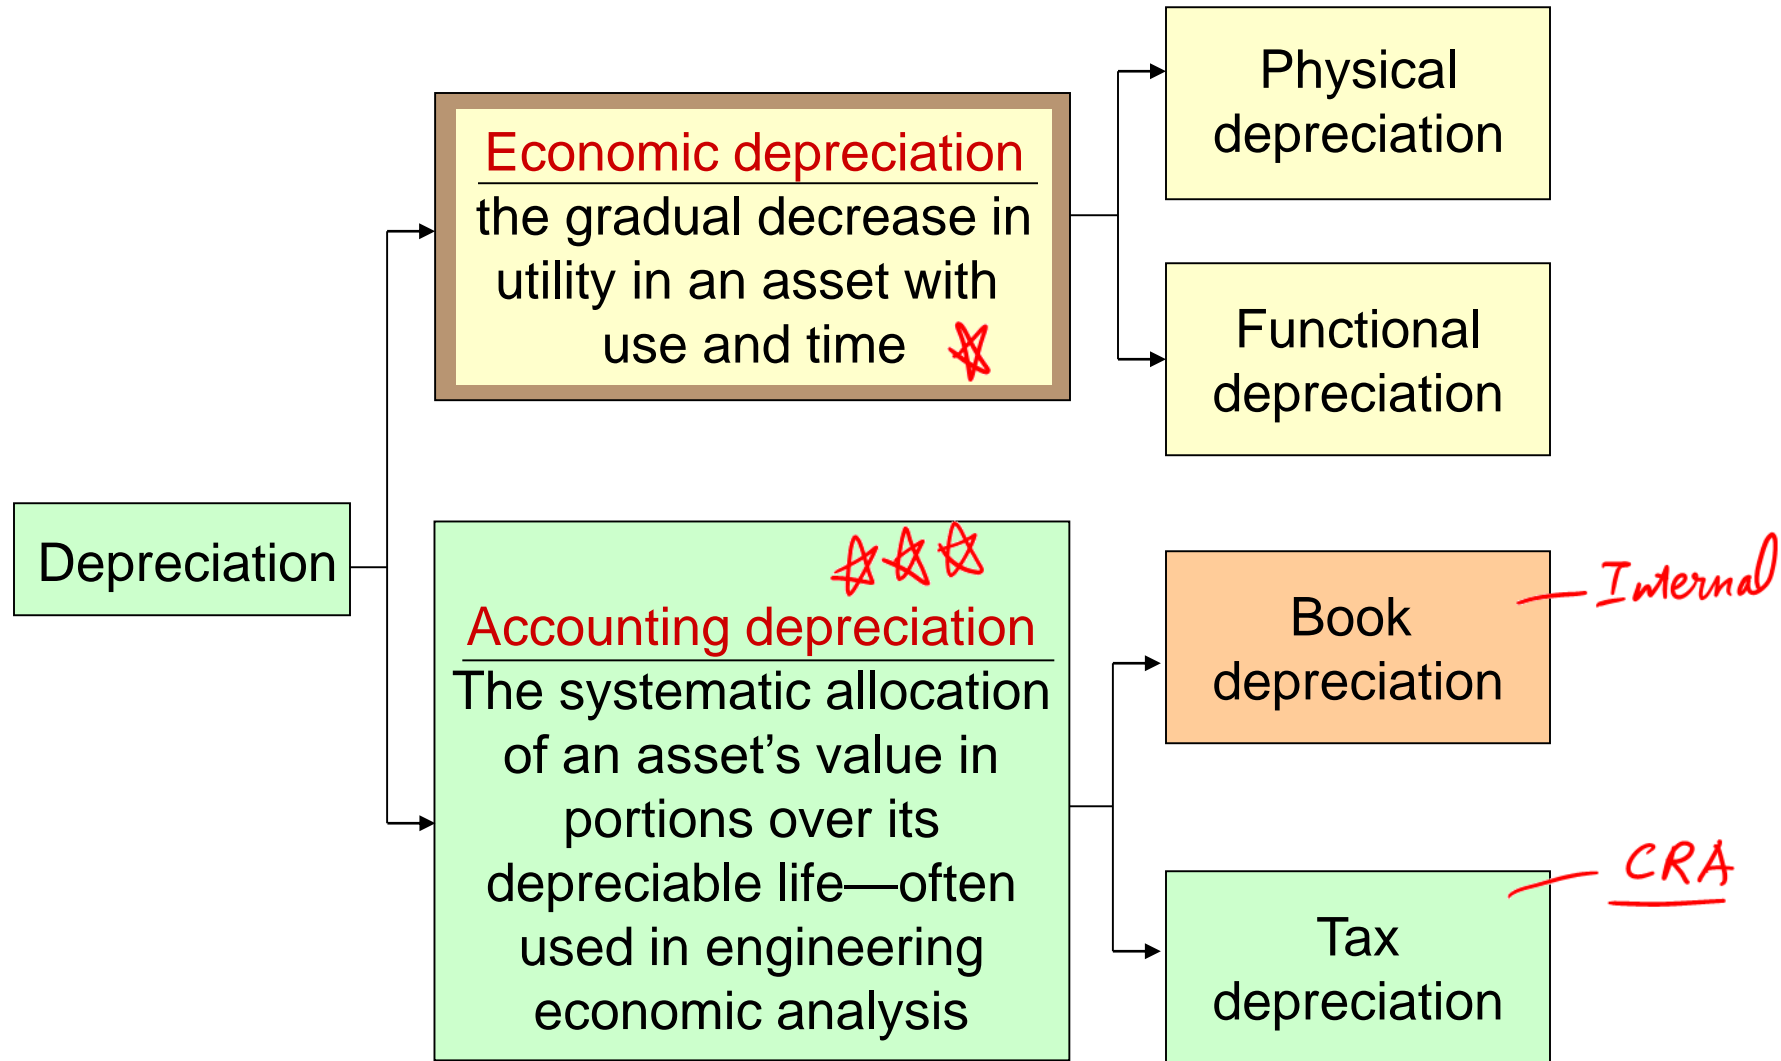 Depreciation
Economic depreciation
the gradual decrease in
utility in an asset with
use and time
Physical
depreciation
Functional
depreciation
Accounting depreciation
The systematic allocation
of an asset’s value in
portions over its
depreciable life—often
used in engineering
economic analysis
Book
depreciation
Internal
Tax
depreciation
CRA